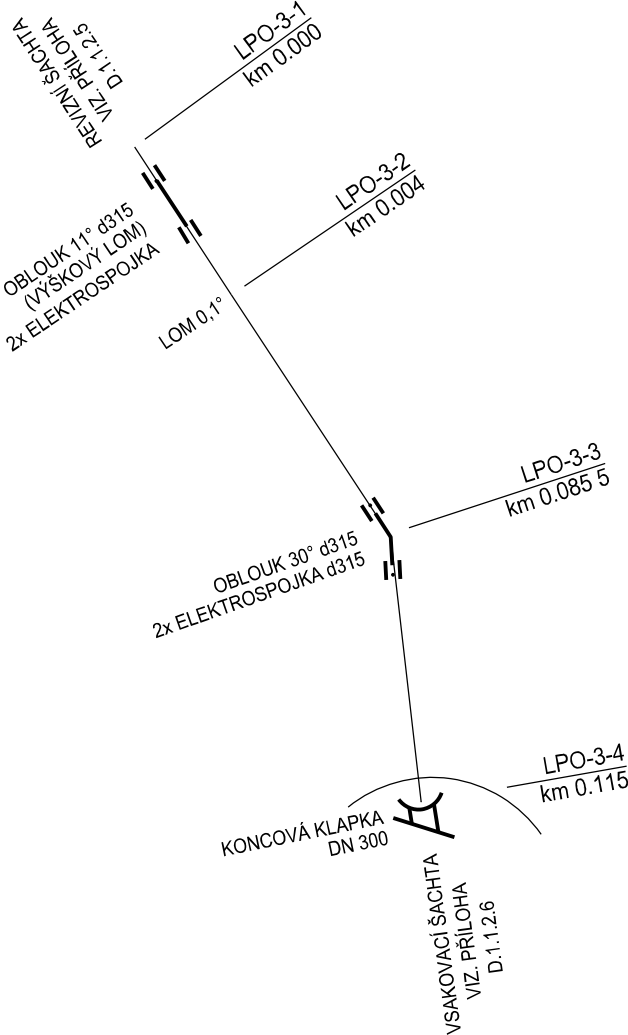 REVIZNÍ ŠACHTA
VIZ. PŘÍLOHA
D.1.1.2.5
LPO-3-1
km 0.000
OBLOUK 11° d315
(VÝŠKOVÝ LOM)
2x ELEKTROSPOJKA
LPO-3-2
km 0.004
LOM 0,1°
LPO-3-3
km 0.085 5
OBLOUK 30° d315
2x ELEKTROSPOJKA d315
LPO-3-4
km 0.115
KONCOVÁ KLAPKA
DN 300
VSAKOVACÍ ŠACHTA
VIZ. PŘÍLOHA
D.1.1.2.6